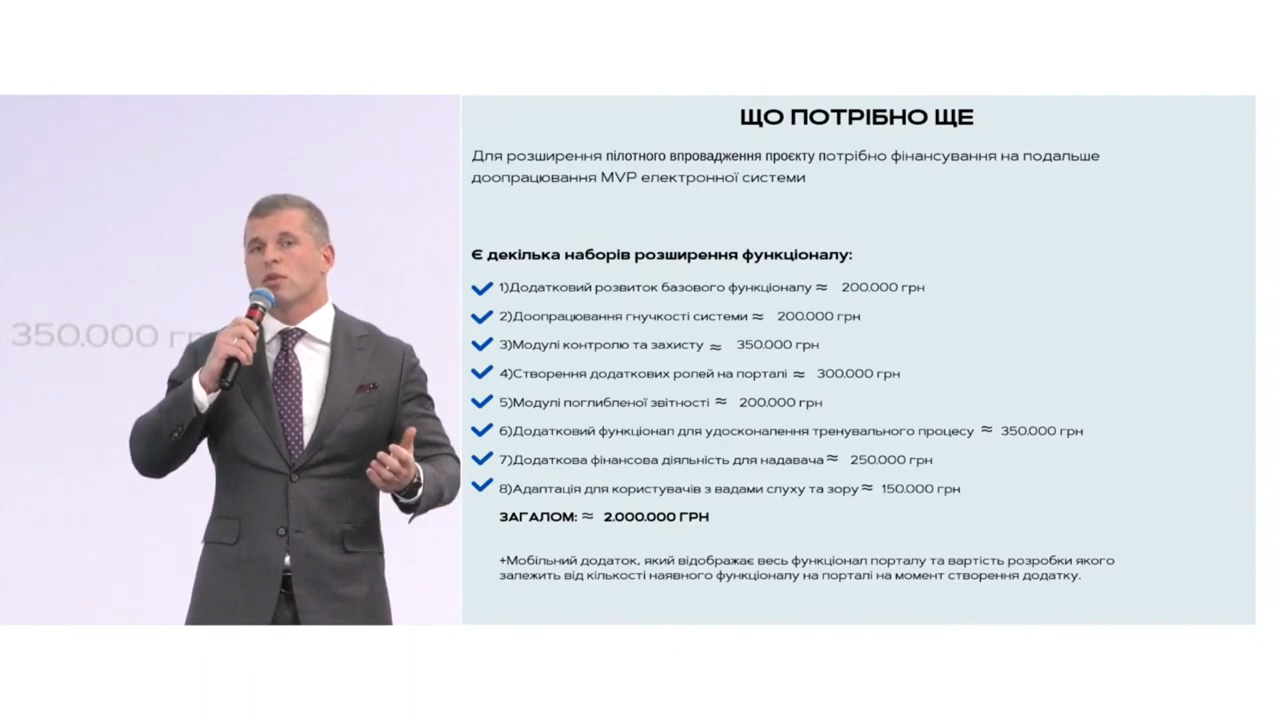 ЩО ПОТРІБНО ЩЕ
Для розширення пілотного впровадження проєкту потрібно фінансування на подальше
доопрацювання MVP електронної системи
Є декілька наборів розширення функціоналу:
1)Додатковий розвиток базового функціоналу ≈ 200.000 грн
2)Доопрацювання гнучкості системи ≈ 200.000 грн
3)Модулі контролю та захисту ≈ 350.000 грн
4)Створення додаткових ролей на порталі ≈ 300.000 грн
5)Модулі поглибленої звітності ≈ 200.000 грн
6)Додатковий функціонал для удосконалення тренувального процесу ≈ 350.000 грн
7)Додаткова фінансова діяльність для надавача ≈ 250.000 грн
8)Адаптація для користувачів з вадами слуху та зору ≈ 150.000 грн
ЗАГАЛОМ: ≈ 2.000.000 ГРН
+Мобільний додаток, який відображає весь функціонал порталу та вартість розробки якого
залежить від кількості наявного функціоналу на порталі на момент створення додатку.
350.000